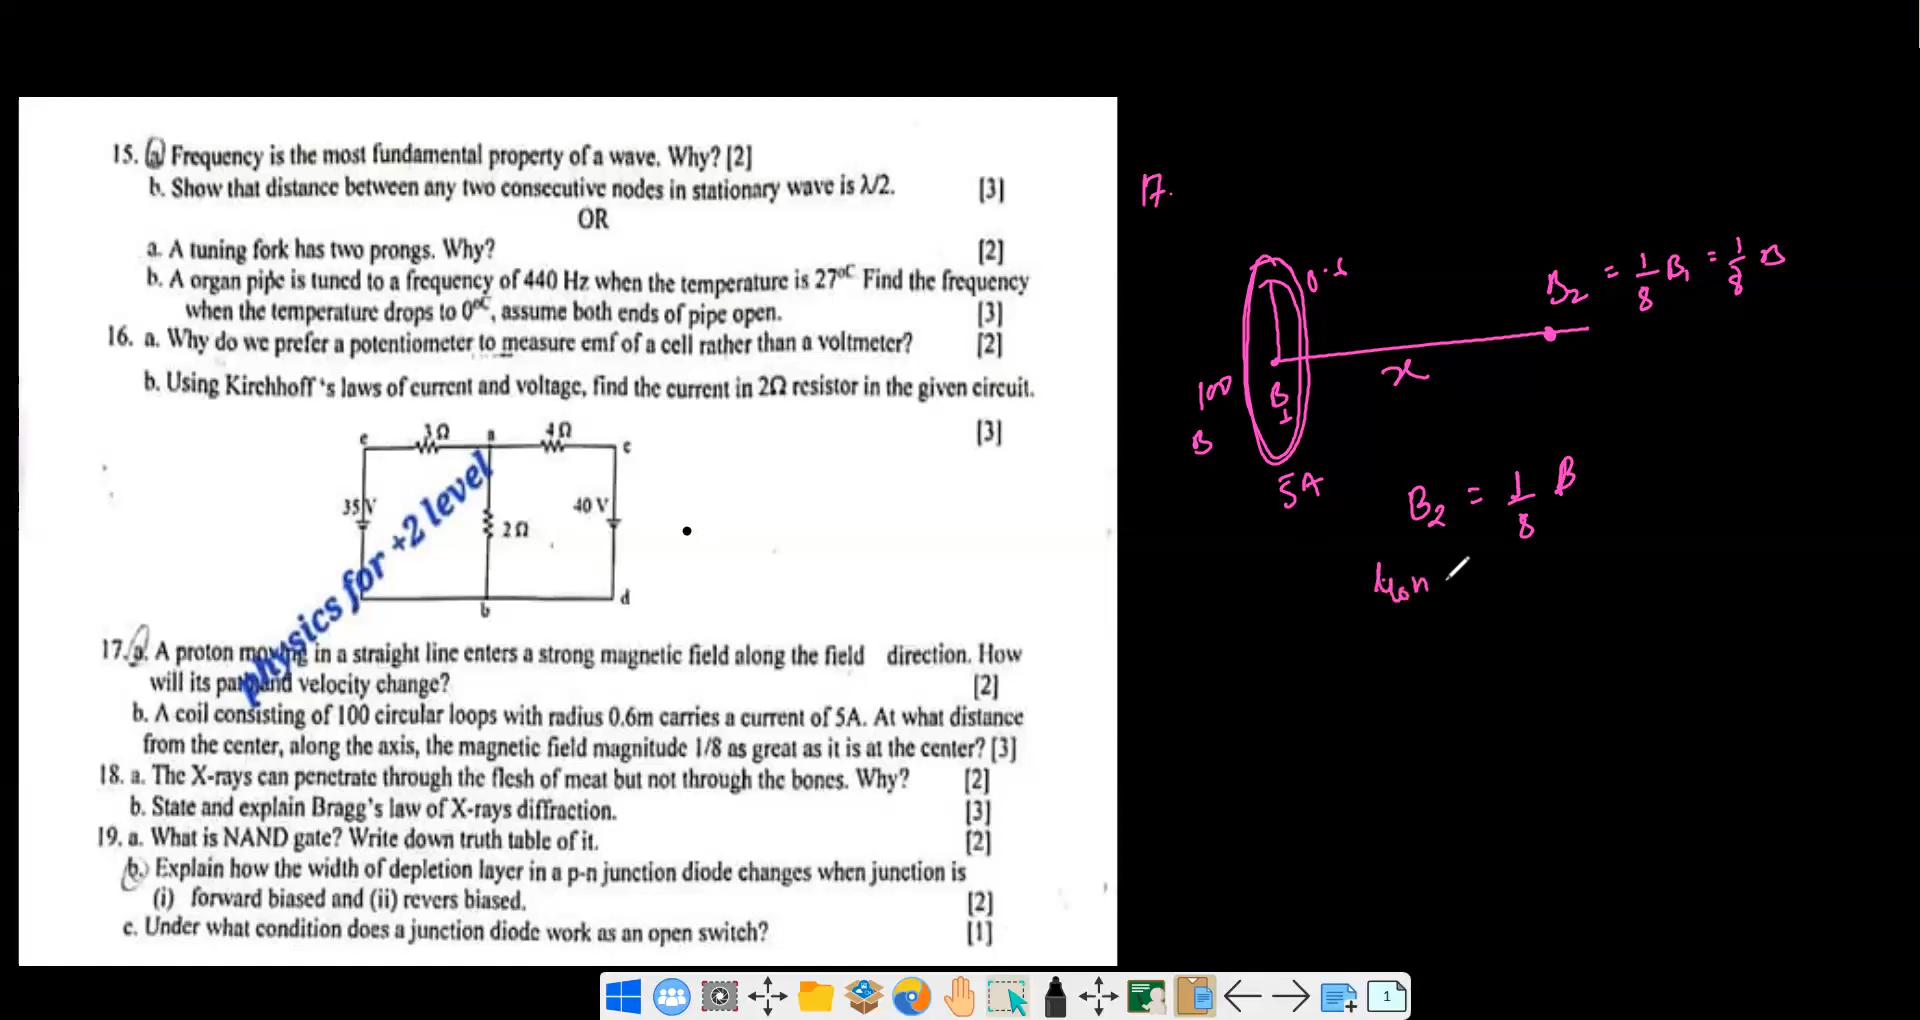 15. a. Frequency is the most fundamental property of a wave. Why? [2]
b. Show that distance between any two consecutive nodes in stationary wave is λ/2. [3]
OR
a. A tuning fork has two prongs. Why? [2]
b. A organ pipe is tuned to a frequency of 440 Hz when the temperature is 27⁰ᶜ Find the frequency
when the temperature drops to 0⁰ᶜ, assume both ends of pipe open. [3]
16. a. Why do we prefer a potentiometer to measure emf of a cell rather than a voltmeter? [2]
b. Using Kirchhoff 's laws of current and voltage, find the current in 2Ω resistor in the given circuit.
[3]
e 3Ω a 4Ω c
35 V 40 V
2Ω
b d
physics for +2 level
17. a. A proton moving in a straight line enters a strong magnetic field along the field direction. How
will its path and velocity change? [2]
b. A coil consisting of 100 circular loops with radius 0.6m carries a current of 5A. At what distance
from the center, along the axis, the magnetic field magnitude 1/8 as great as it is at the center? [3]
18. a. The X-rays can penetrate through the flesh of meat but not through the bones. Why? [2]
b. State and explain Bragg's law of X-rays diffraction. [3]
19. a. What is NAND gate? Write down truth table of it. [2]
b. Explain how the width of depletion layer in a p-n junction diode changes when junction is
(i) forward biased and (ii) revers biased. [2]
c. Under what condition does a junction diode work as an open switch? [1]
17.
B₂ = 1/8 B₁ = 1/8 B
x
100
B₁
B
5A
B₂ = 1/8 B
μ₀n
1